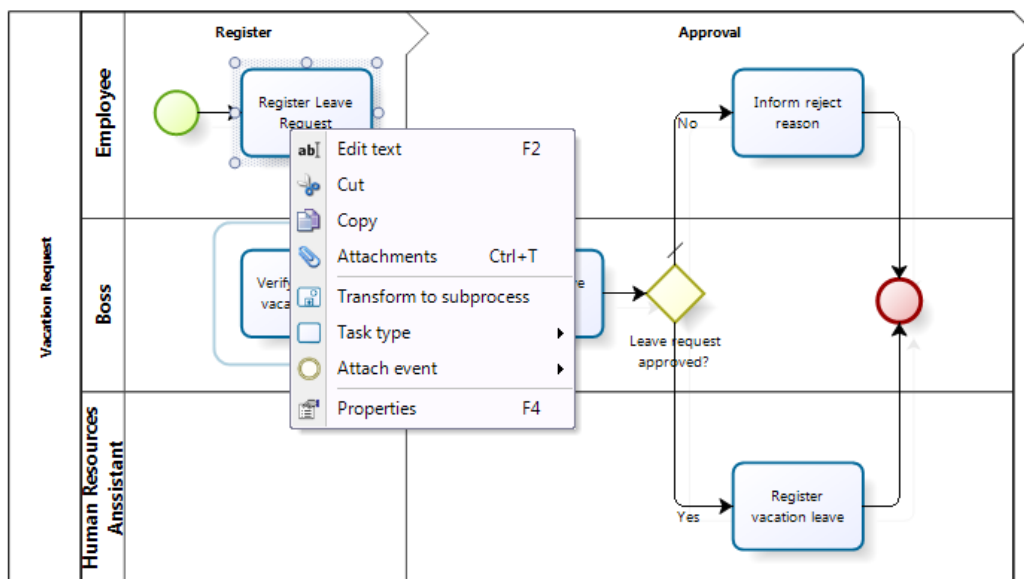 Register
Approval
Vacation Request
Employee
Register Leave
Request
Inform reject
reason
No
ab
Edit text F2
Cut
Copy
Attachments Ctrl+T
Transform to subprocess
Task type
Attach event
Properties F4
Boss
Leave request
approved?
Human Resources
Anssistant
Yes
Register
vacation leave